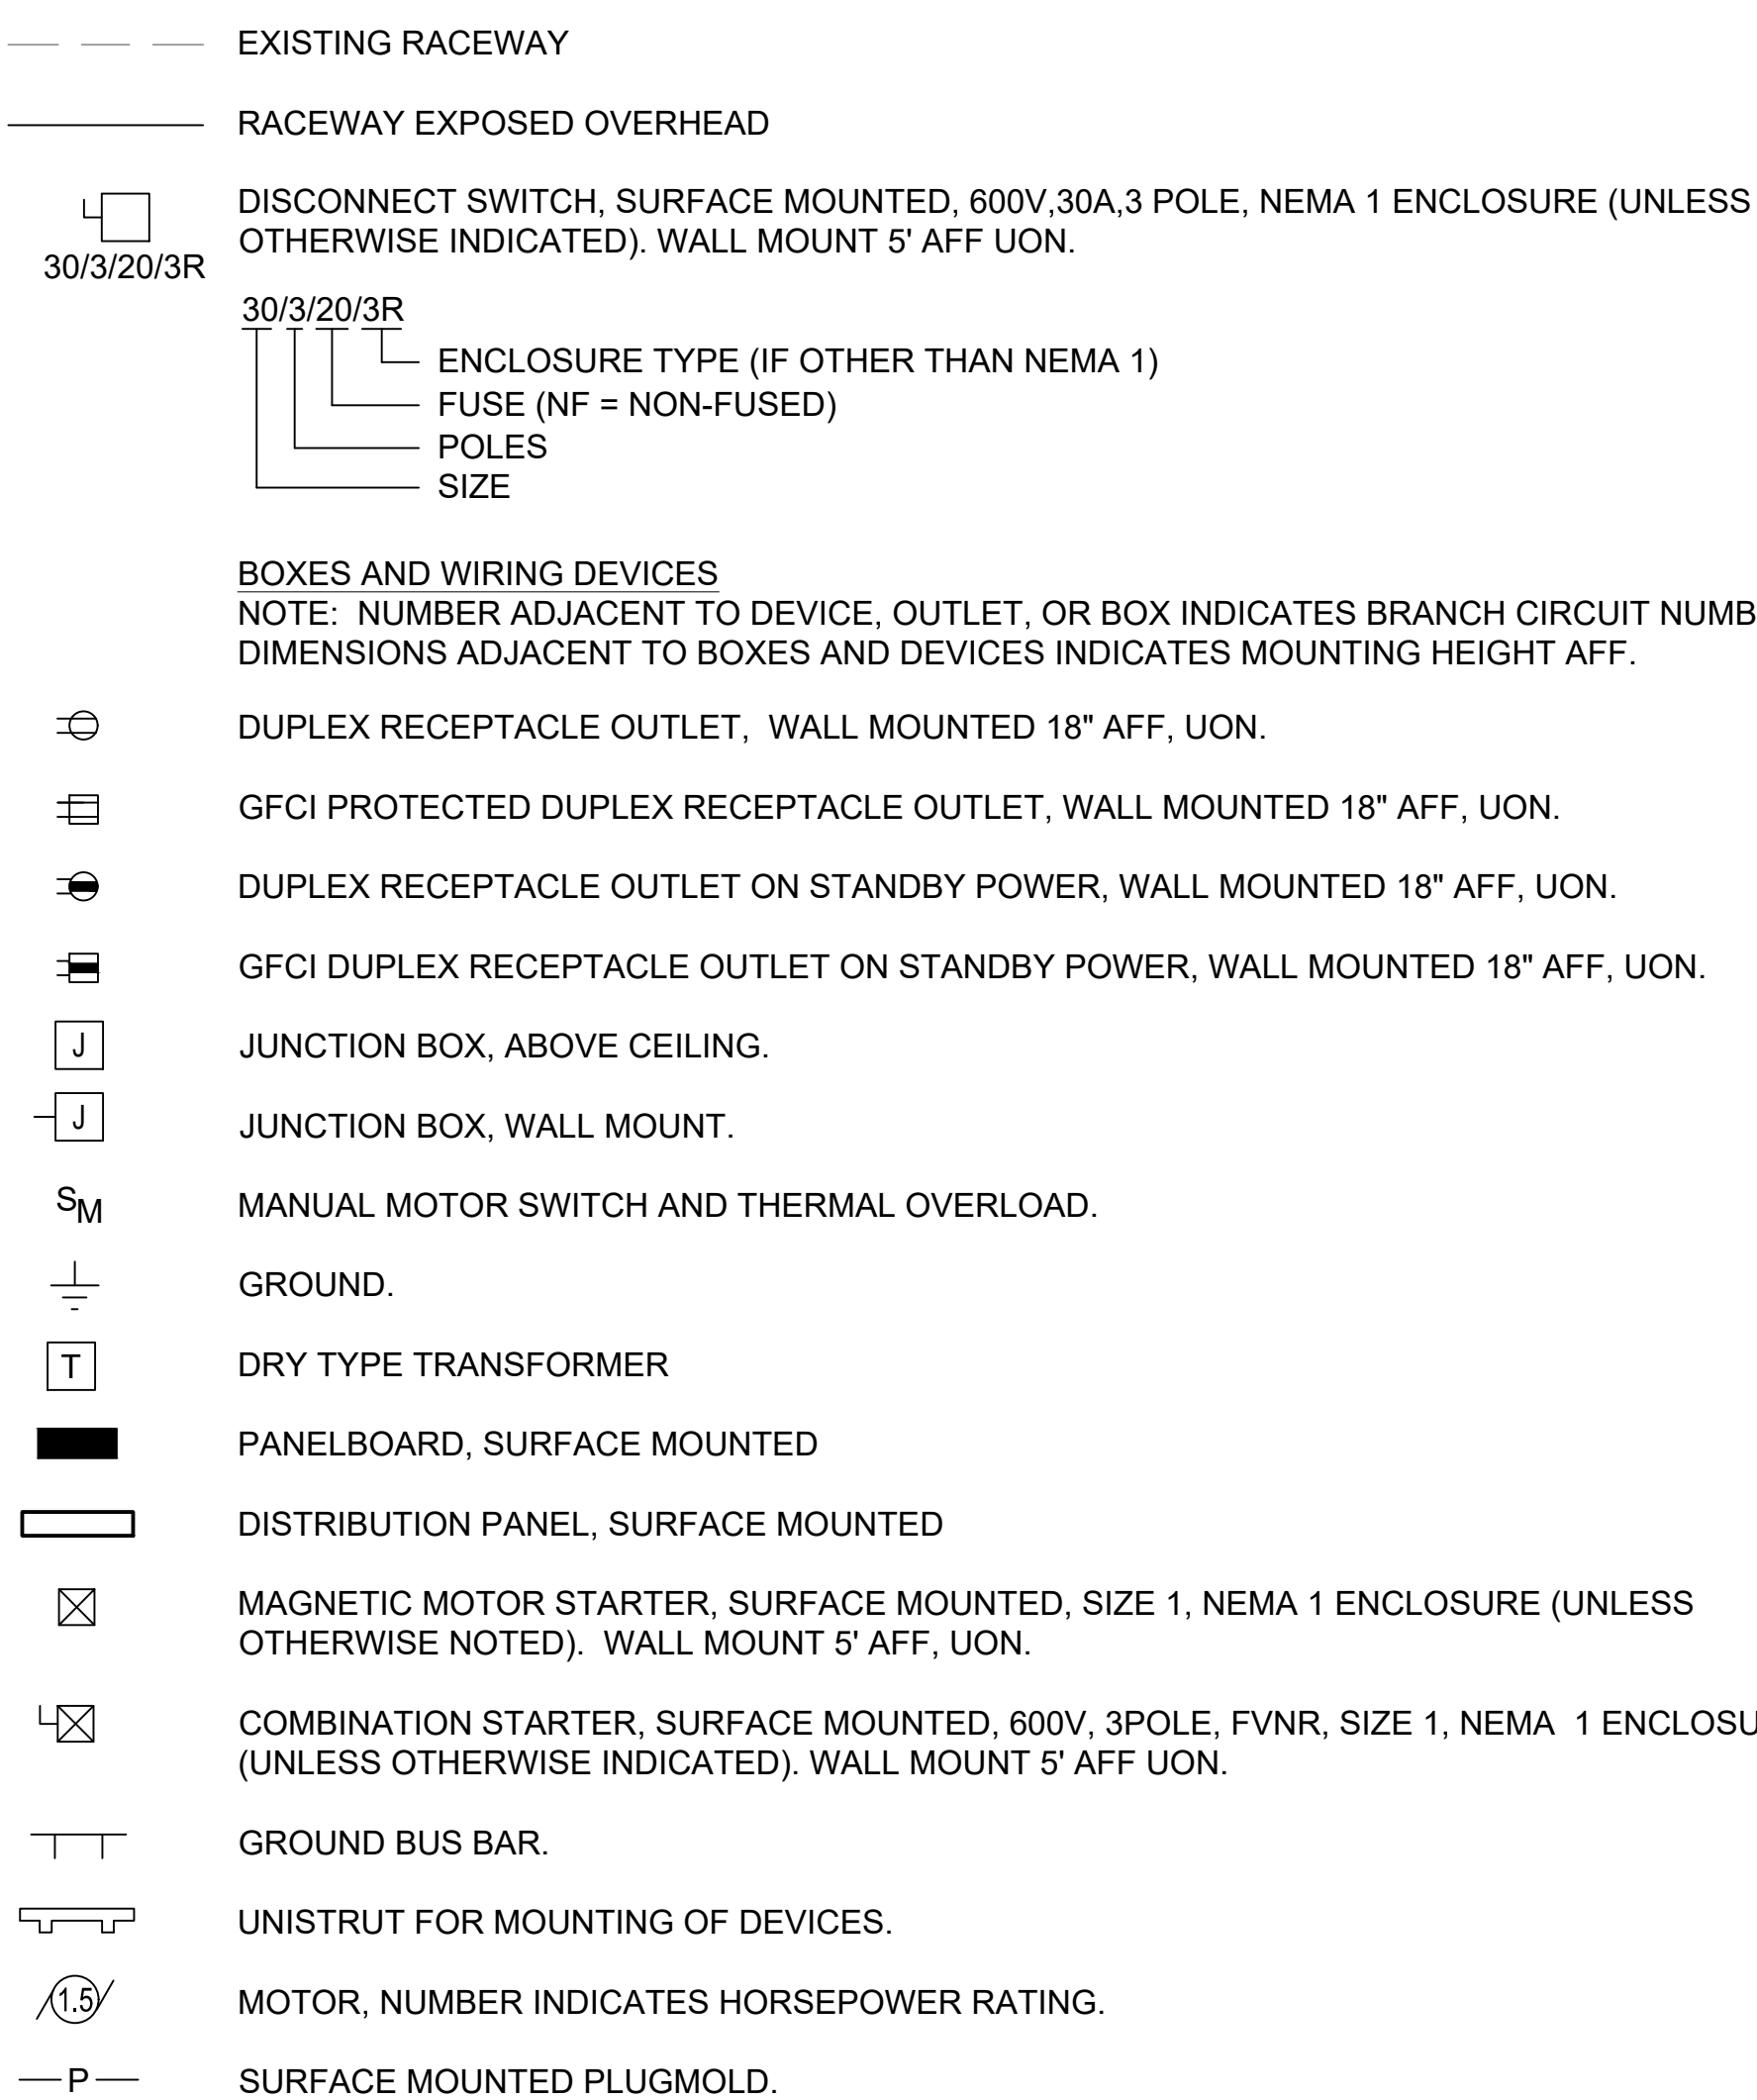 EXISTING RACEWAY
RACEWAY EXPOSED OVERHEAD
DISCONNECT SWITCH, SURFACE MOUNTED, 600V,30A,3 POLE, NEMA 1 ENCLOSURE (UNLESS
OTHERWISE INDICATED). WALL MOUNT 5' AFF UON.
30/3/20/3R
30/3/20/3R
ENCLOSURE TYPE (IF OTHER THAN NEMA 1)
FUSE (NF = NON-FUSED)
POLES
SIZE
BOXES AND WIRING DEVICES
NOTE: NUMBER ADJACENT TO DEVICE, OUTLET, OR BOX INDICATES BRANCH CIRCUIT NUMB
DIMENSIONS ADJACENT TO BOXES AND DEVICES INDICATES MOUNTING HEIGHT AFF.
DUPLEX RECEPTACLE OUTLET, WALL MOUNTED 18" AFF, UON.
GFCI PROTECTED DUPLEX RECEPTACLE OUTLET, WALL MOUNTED 18" AFF, UON.
DUPLEX RECEPTACLE OUTLET ON STANDBY POWER, WALL MOUNTED 18" AFF, UON.
GFCI DUPLEX RECEPTACLE OUTLET ON STANDBY POWER, WALL MOUNTED 18" AFF, UON.
J JUNCTION BOX, ABOVE CEILING.
J JUNCTION BOX, WALL MOUNT.
SM MANUAL MOTOR SWITCH AND THERMAL OVERLOAD.
GROUND.
T DRY TYPE TRANSFORMER
PANELBOARD, SURFACE MOUNTED
DISTRIBUTION PANEL, SURFACE MOUNTED
MAGNETIC MOTOR STARTER, SURFACE MOUNTED, SIZE 1, NEMA 1 ENCLOSURE (UNLESS
OTHERWISE NOTED). WALL MOUNT 5' AFF, UON.
COMBINATION STARTER, SURFACE MOUNTED, 600V, 3POLE, FVNR, SIZE 1, NEMA 1 ENCLOSU
(UNLESS OTHERWISE INDICATED). WALL MOUNT 5' AFF UON.
GROUND BUS BAR.
UNISTRUT FOR MOUNTING OF DEVICES.
1.5 MOTOR, NUMBER INDICATES HORSEPOWER RATING.
P SURFACE MOUNTED PLUGMOLD.